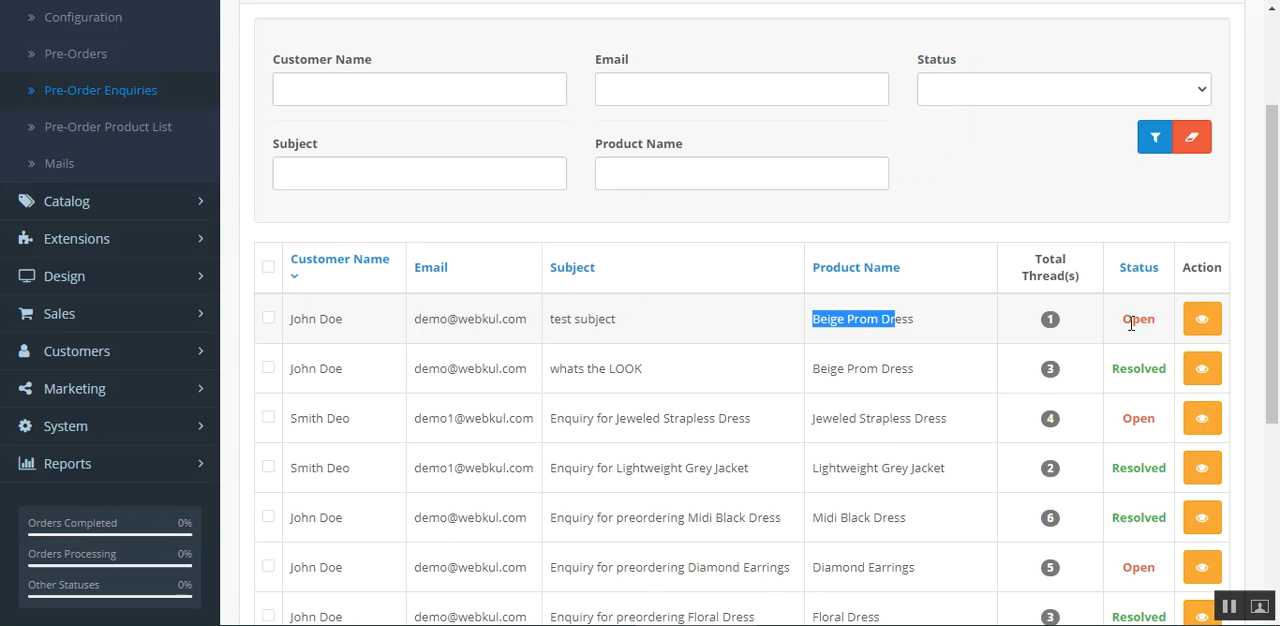 » Configuration
» Pre-Orders
» Pre-Order Enquiries
» Pre-Order Product List
» Mails
Catalog
Extensions
Design
Sales
Customers
Marketing
System
Reports
Orders Completed 0%
Orders Processing 0%
Other Statuses 0%
Customer Name Email Status
Subject Product Name
Customer Name Email Subject Product Name Total Thread(s) Status Action
John Doe demo@webkul.com test subject Beige Prom Dress 1 Open
John Doe demo@webkul.com whats the LOOK Beige Prom Dress 3 Resolved
Smith Deo demo1@webkul.com Enquiry for Jeweled Strapless Dress Jeweled Strapless Dress 4 Open
Smith Deo demo1@webkul.com Enquiry for Lightweight Grey Jacket Lightweight Grey Jacket 2 Resolved
John Doe demo@webkul.com Enquiry for preordering Midi Black Dress Midi Black Dress 6 Resolved
John Doe demo@webkul.com Enquiry for preordering Diamond Earrings Diamond Earrings 5 Open
John Doe demo@webkul.com Enquiry for preordering Floral Dress Floral Dress 3 Resolved